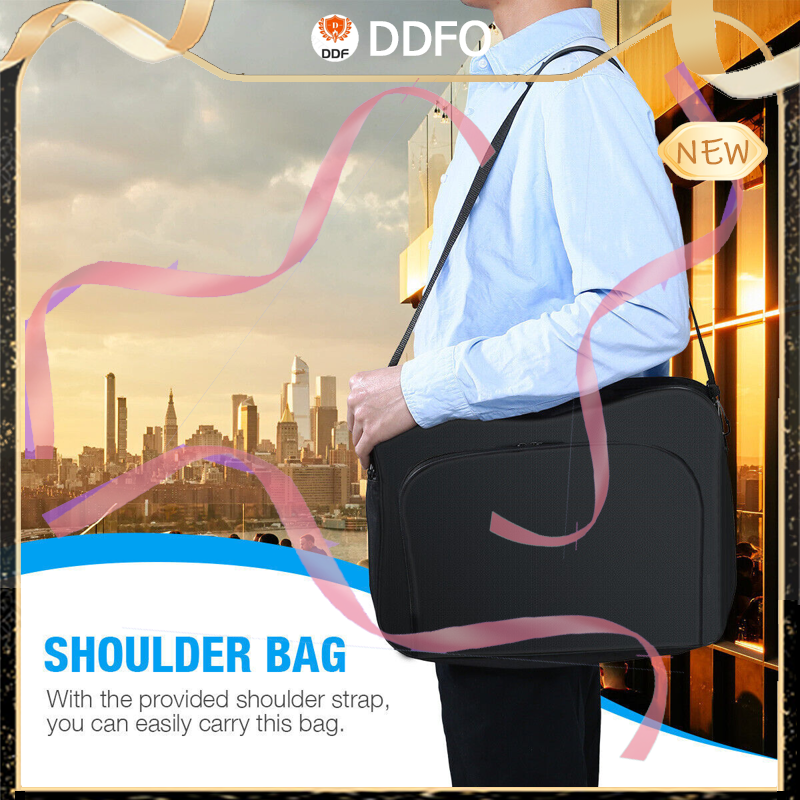 DDF
DDFO
NEW
SHOULDER BAG
With the provided shoulder strap,
you can easily carry this bag.